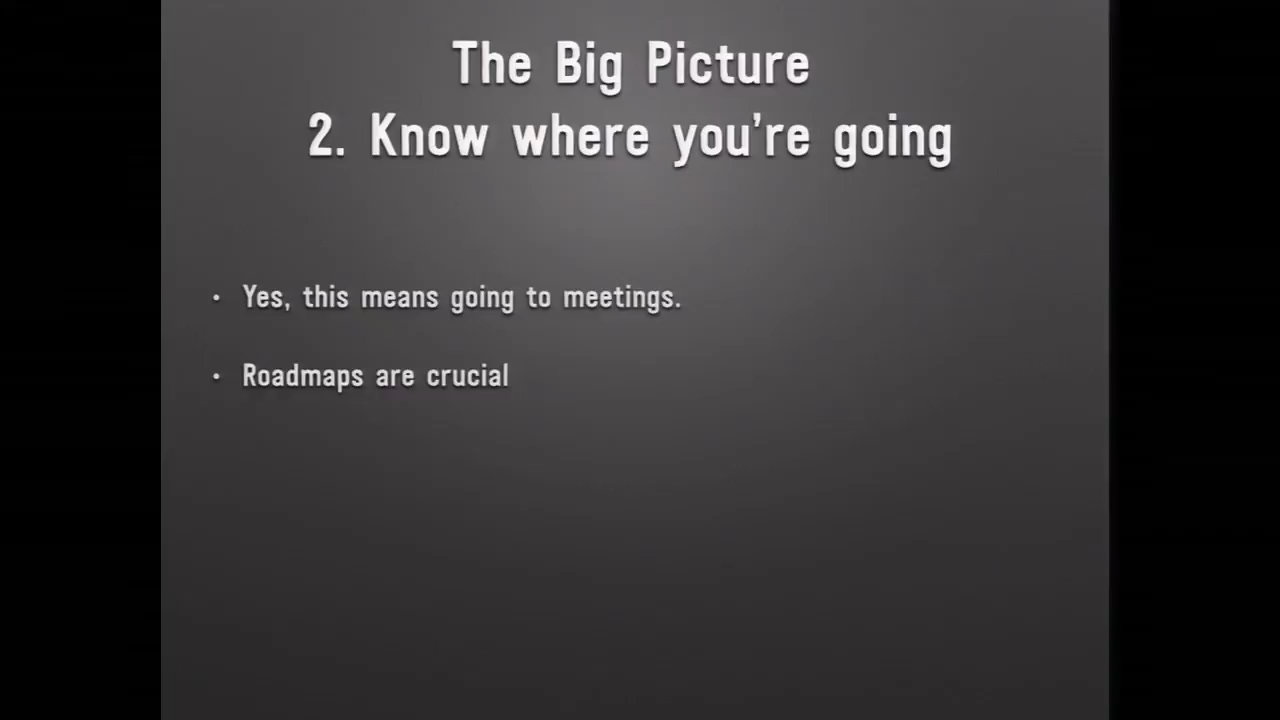 The Big Picture
2. Know where you're going
• Yes, this means going to meetings.
• Roadmaps are crucial